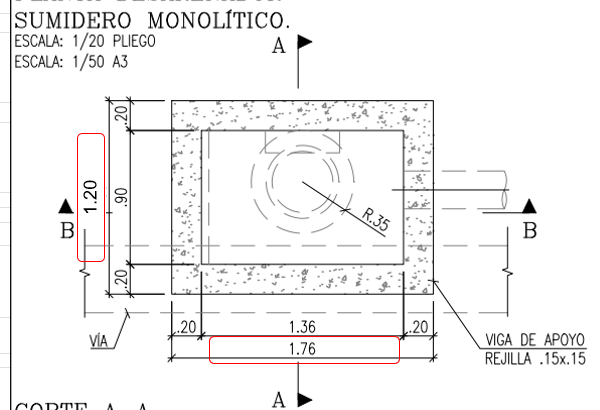 SUMIDERO MONOLÍTICO.
ESCALA: 1/20 PLIEGO
ESCALA: 1/50 A3
A
.20
1.20
.90
R.35
B
B
.20
.20
1.36
.20
1.76
VÍA
VIGA DE APOYO
REJILLA .15x.15
A
CORTE A-A